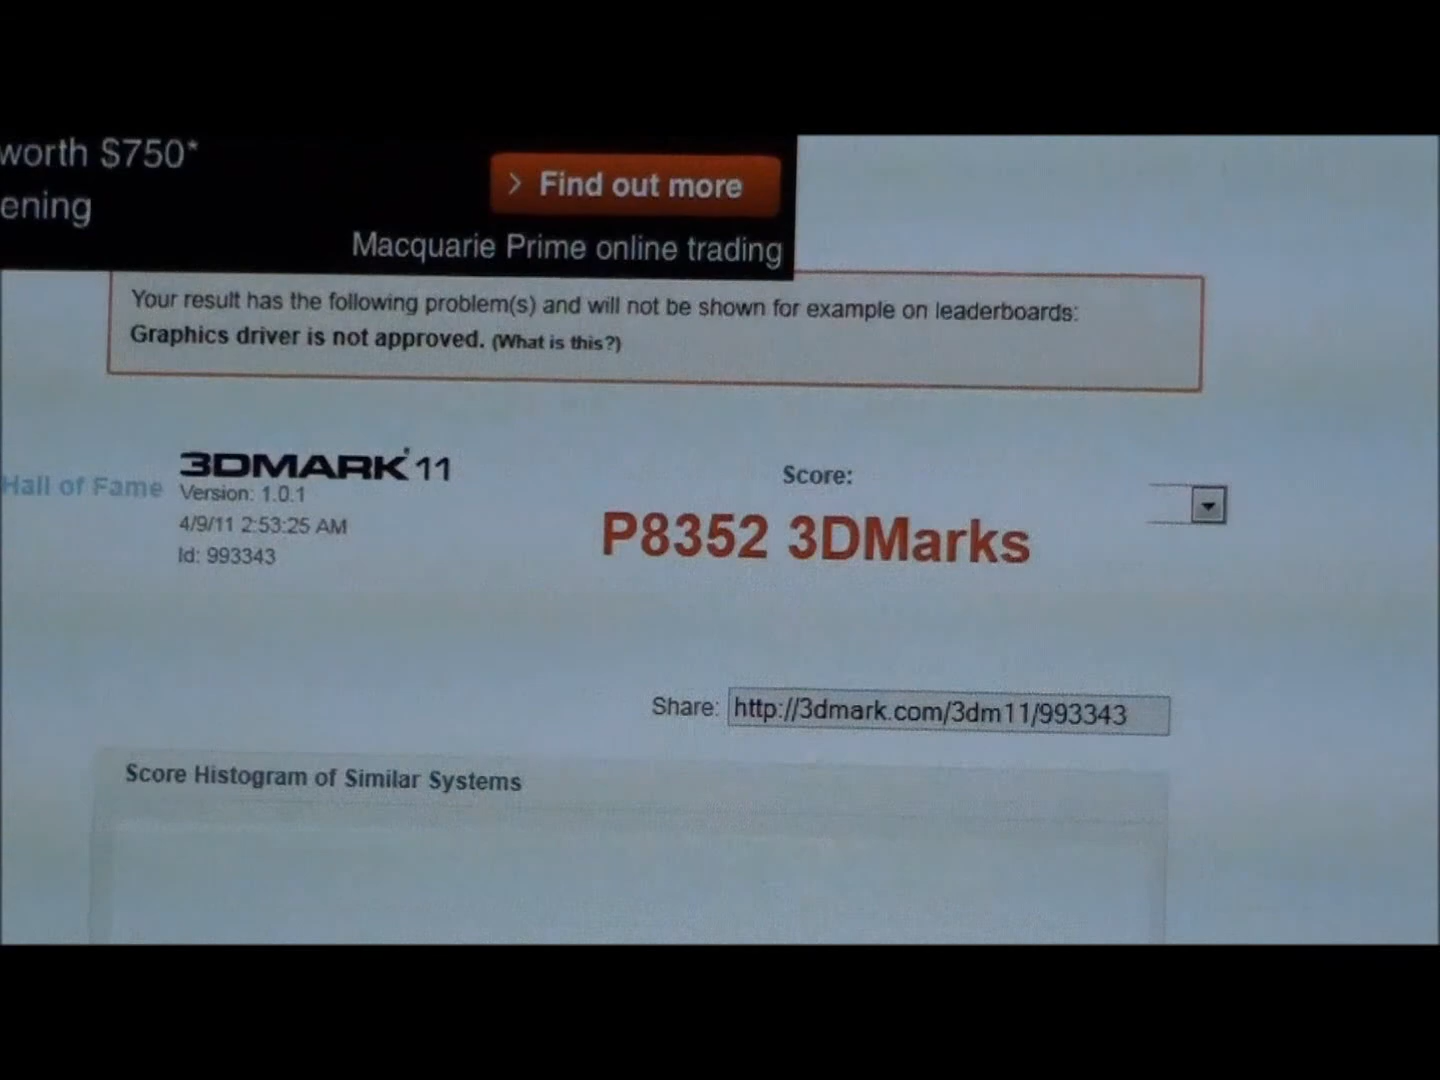 worth $750*
ening
> Find out more
Macquarie Prime online trading
Your result has the following problem(s) and will not be shown for example on leaderboards:
Graphics driver is not approved. (What is this?)
Hall of Fame
3DMARK 11
Version: 1.0.1
4/9/11 2:53:25 AM
Id: 993343
Score:
P8352 3DMarks
Share: http://3dmark.com/3dm11/993343
Score Histogram of Similar Systems